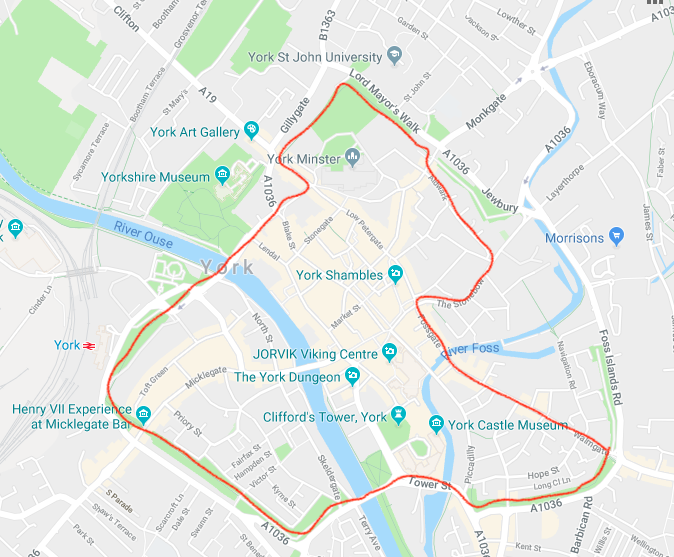 Clifton
Bootham
Grosvenor Terrace
B1363
Garden St
Lowther St
Jackson St
A1036
York St John University
Bootham Terrace
St Mary's
A19
Gillygate
Lord Mayor's Walk
St John St
Monkgate
Eboracum Way
A1036
Sycamore Terrace
York Art Gallery
York Minster
A1036
Layerthorpe
Faber St
Yorkshire Museum
A1036
Aldwark
Jewbury
James St
River Ouse
Blake St
Stonegate
Low Petergate
Lendal
Morrisons
York
York Shambles
The Stonebow
Cinder Ln
Market St
Fossgate
North St
York
JORVIK Viking Centre
River Foss
Navigation Rd
Foss Islands Rd
Toft Green
Micklegate
The York Dungeon
Henry VII Experience
at Micklegate Bar
Priory St
Clifford's Tower, York
York Castle Museum
Walmgate
Fairfax St
Hampden St
Victor St
Skeldergate
Piccadilly
Hope St
Long Cl Ln
Kyme St
Tower St
S Parade
Shaw's Terrace
Scarcroft Ln
Dale St
Swann St
A1036
A1036
Barbican Rd
Terry Ave
Kent St
Willis St
Wellington